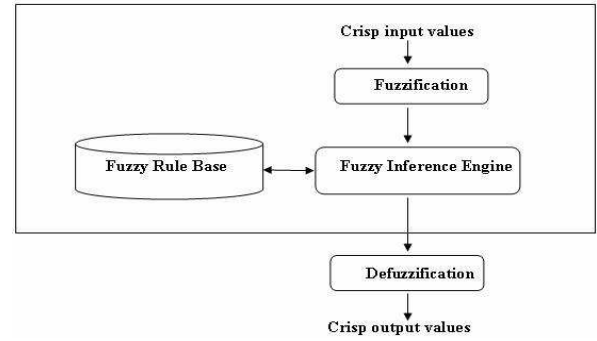 Crisp input values
Fuzzification
Fuzzy Rule Base
Fuzzy Inference Engine
Defuzzification
Crisp output values